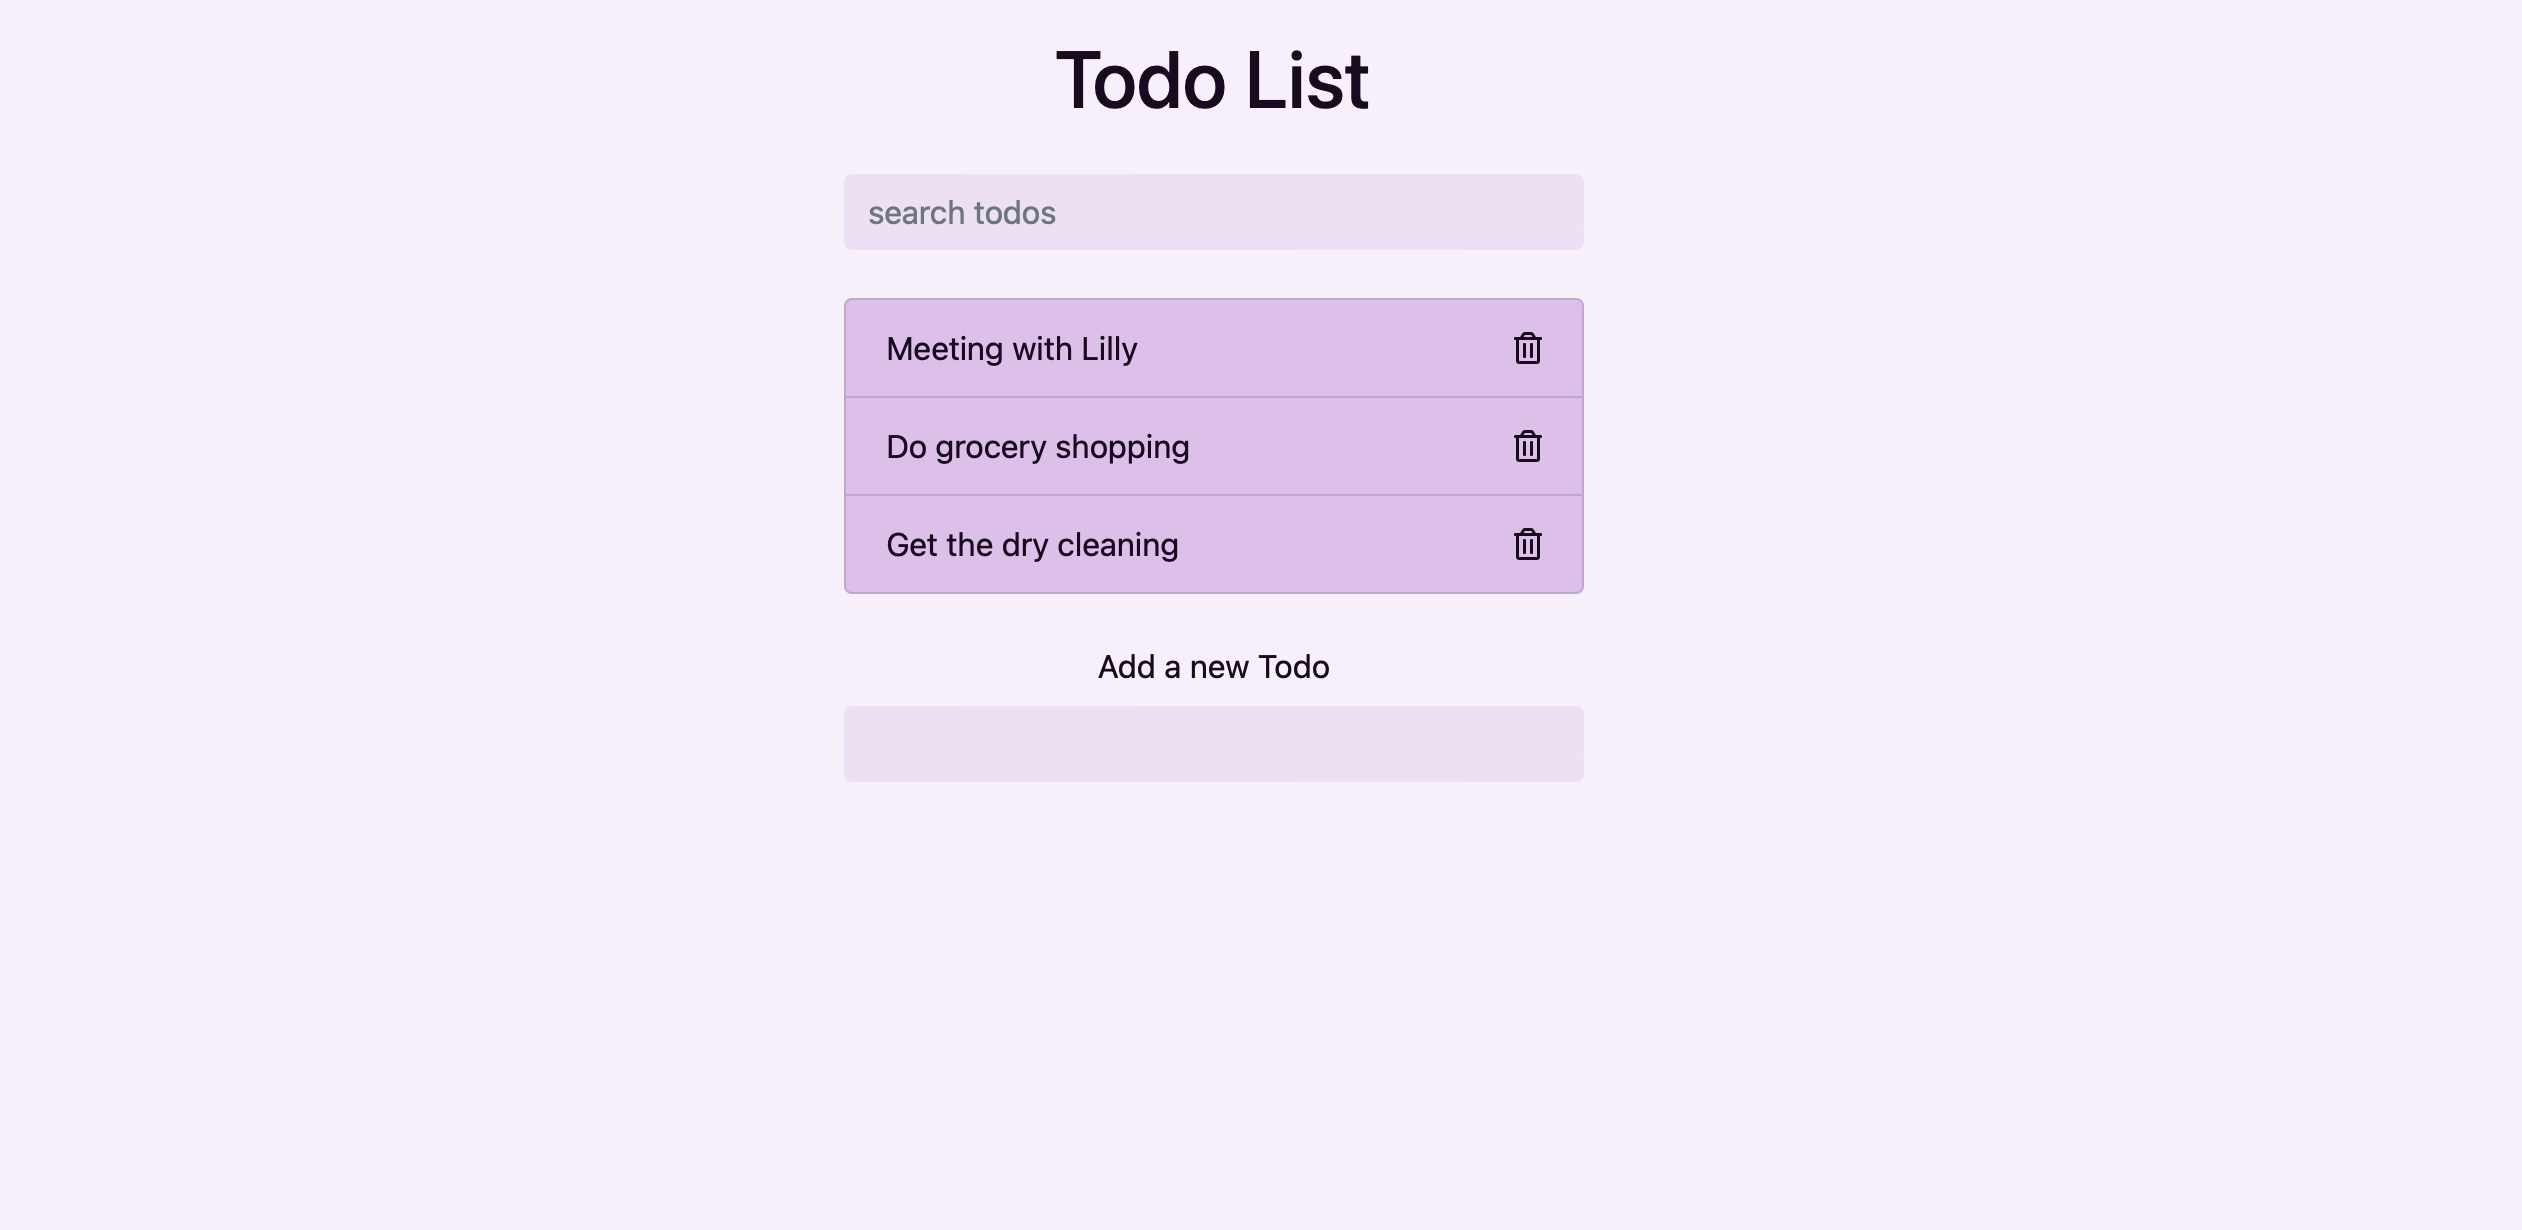 Todo List
search todos
Meeting with Lilly
Do grocery shopping
Get the dry cleaning
Add a new Todo